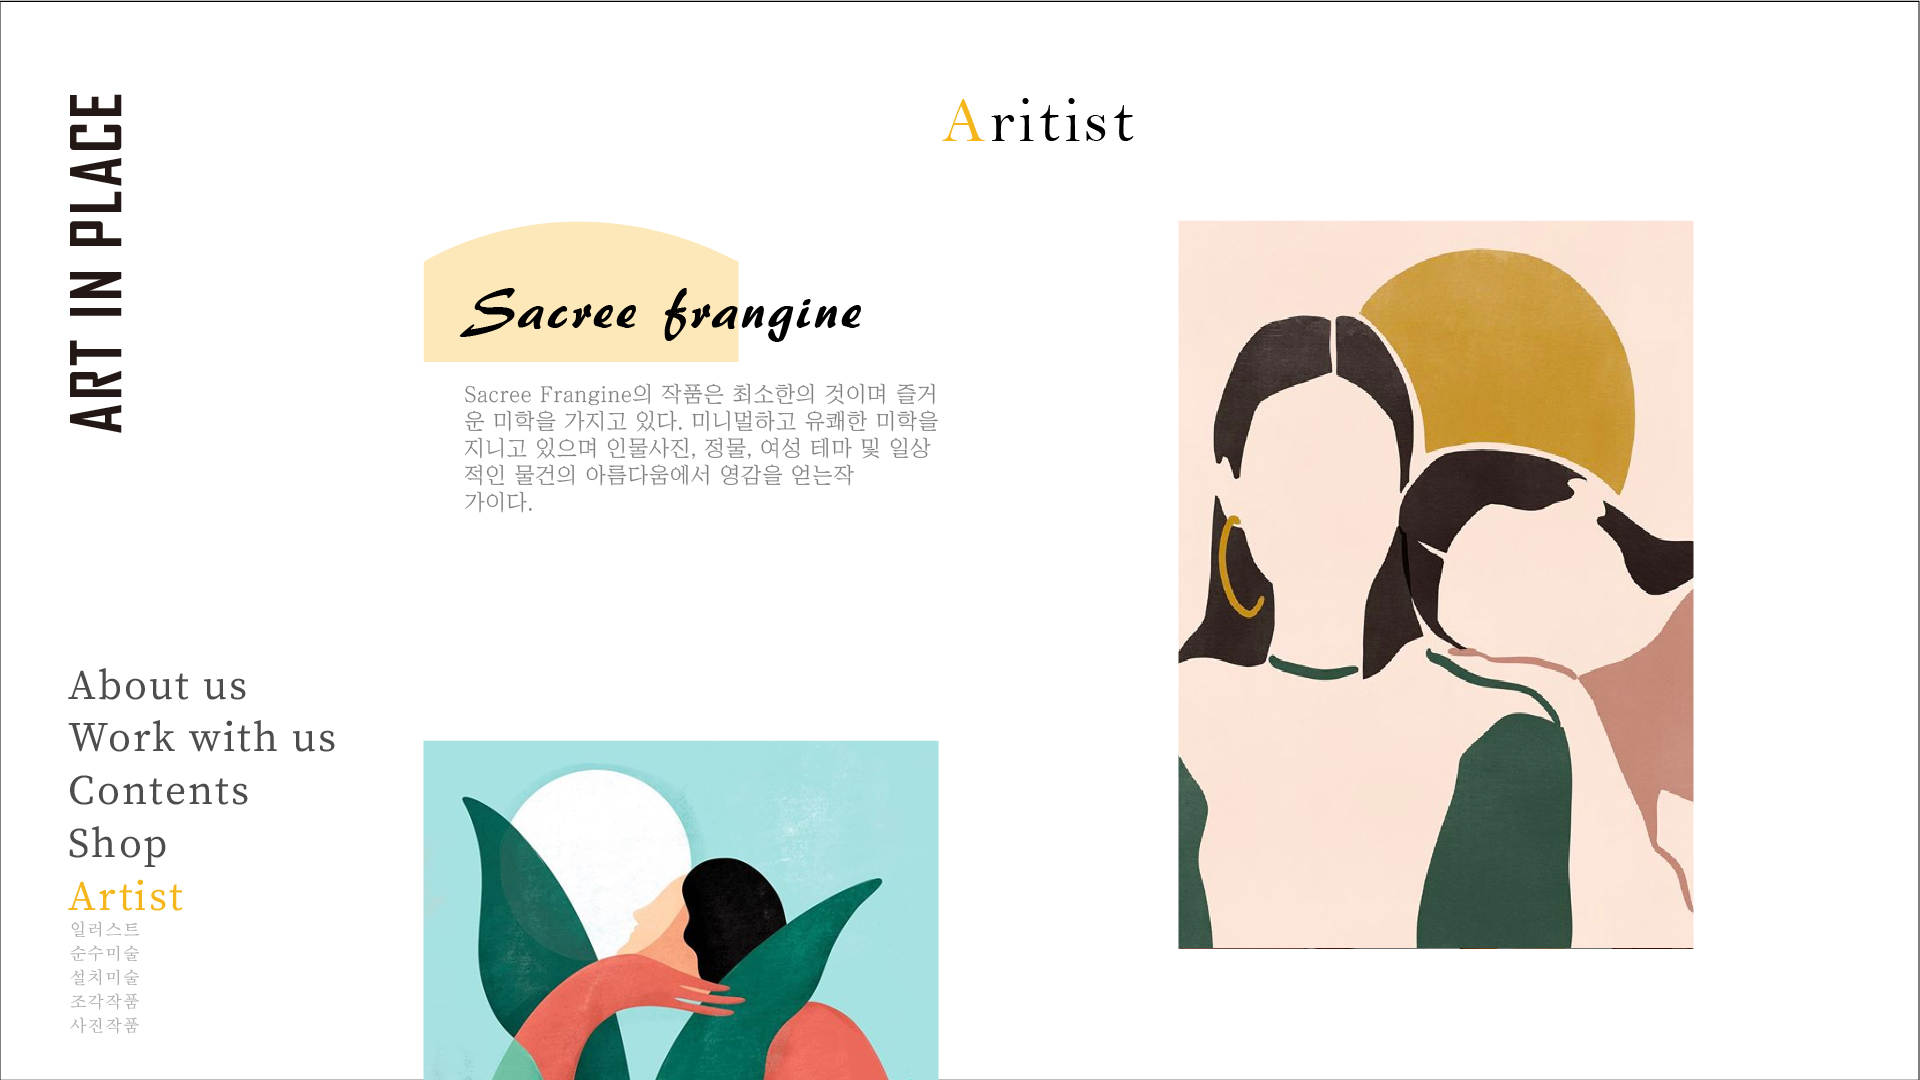 ART IN PLACE
Aritist
Sacree frangine
Sacree Frangine의 작품은 최소한의 것이며 즐거
운 미학을 가지고 있다. 미니멀하고 유쾌한 미학을
지니고 있으며 인물사진, 정물, 여성 테마 및 일상
적인 물건의 아름다움에서 영감을 얻는작
가이다.
About us
Work with us
Contents
Shop
Artist
일러스트
순수미술
설치미술
조각작품
사진작품